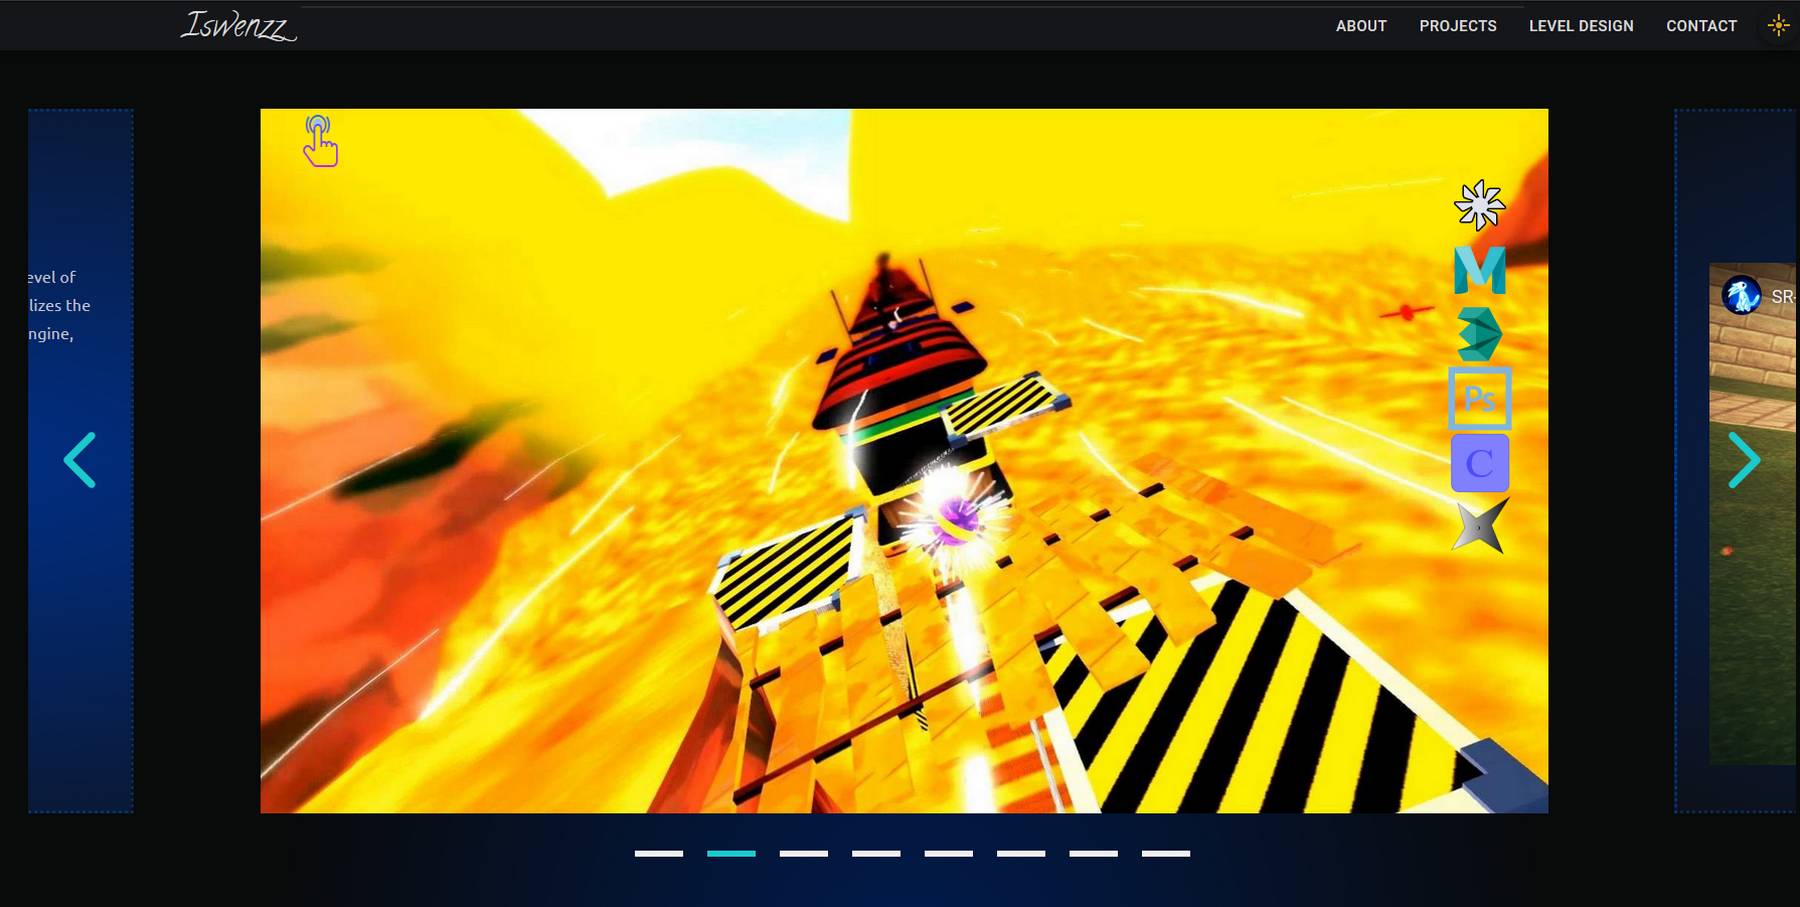 Iswenzz
ABOUT PROJECTS LEVEL DESIGN CONTACT
evel of
lizes the
ngine,
SR-
Ps
C